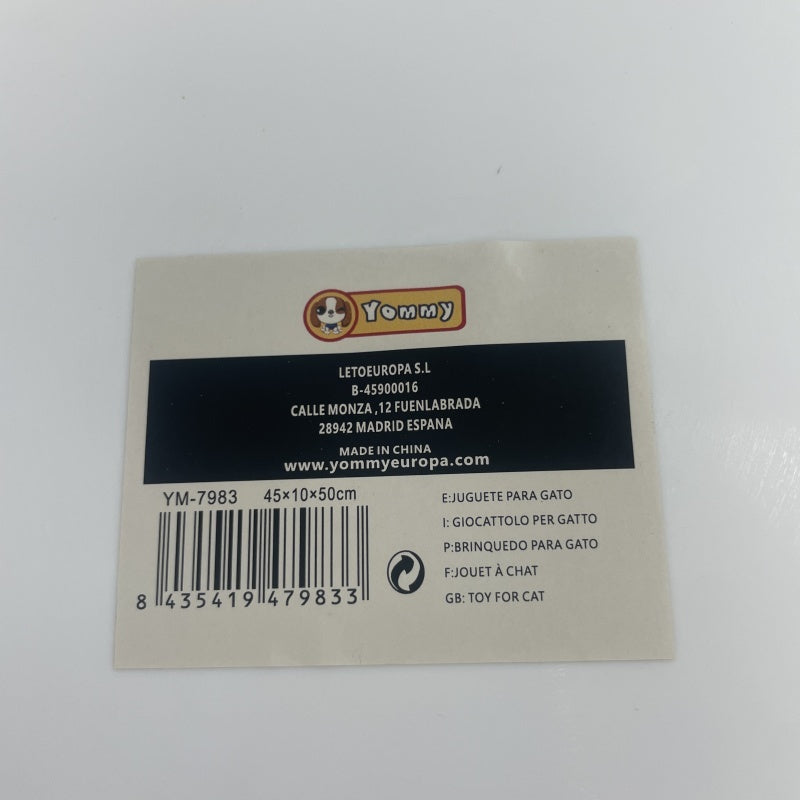 Yommy
LETOEUROPA S.L
B-45900016
CALLE MONZA ,12 FUENLABRADA
28942 MADRID ESPANA
MADE IN CHINA
www.yommyeuropa.com
YM-7983 45×10×50cm
8 435419 479833
E:JUGUETE PARA GATO
I: GIOCATTOLO PER GATTO
P:BRINQUEDO PARA GATO
F:JOUET À CHAT
GB: TOY FOR CAT